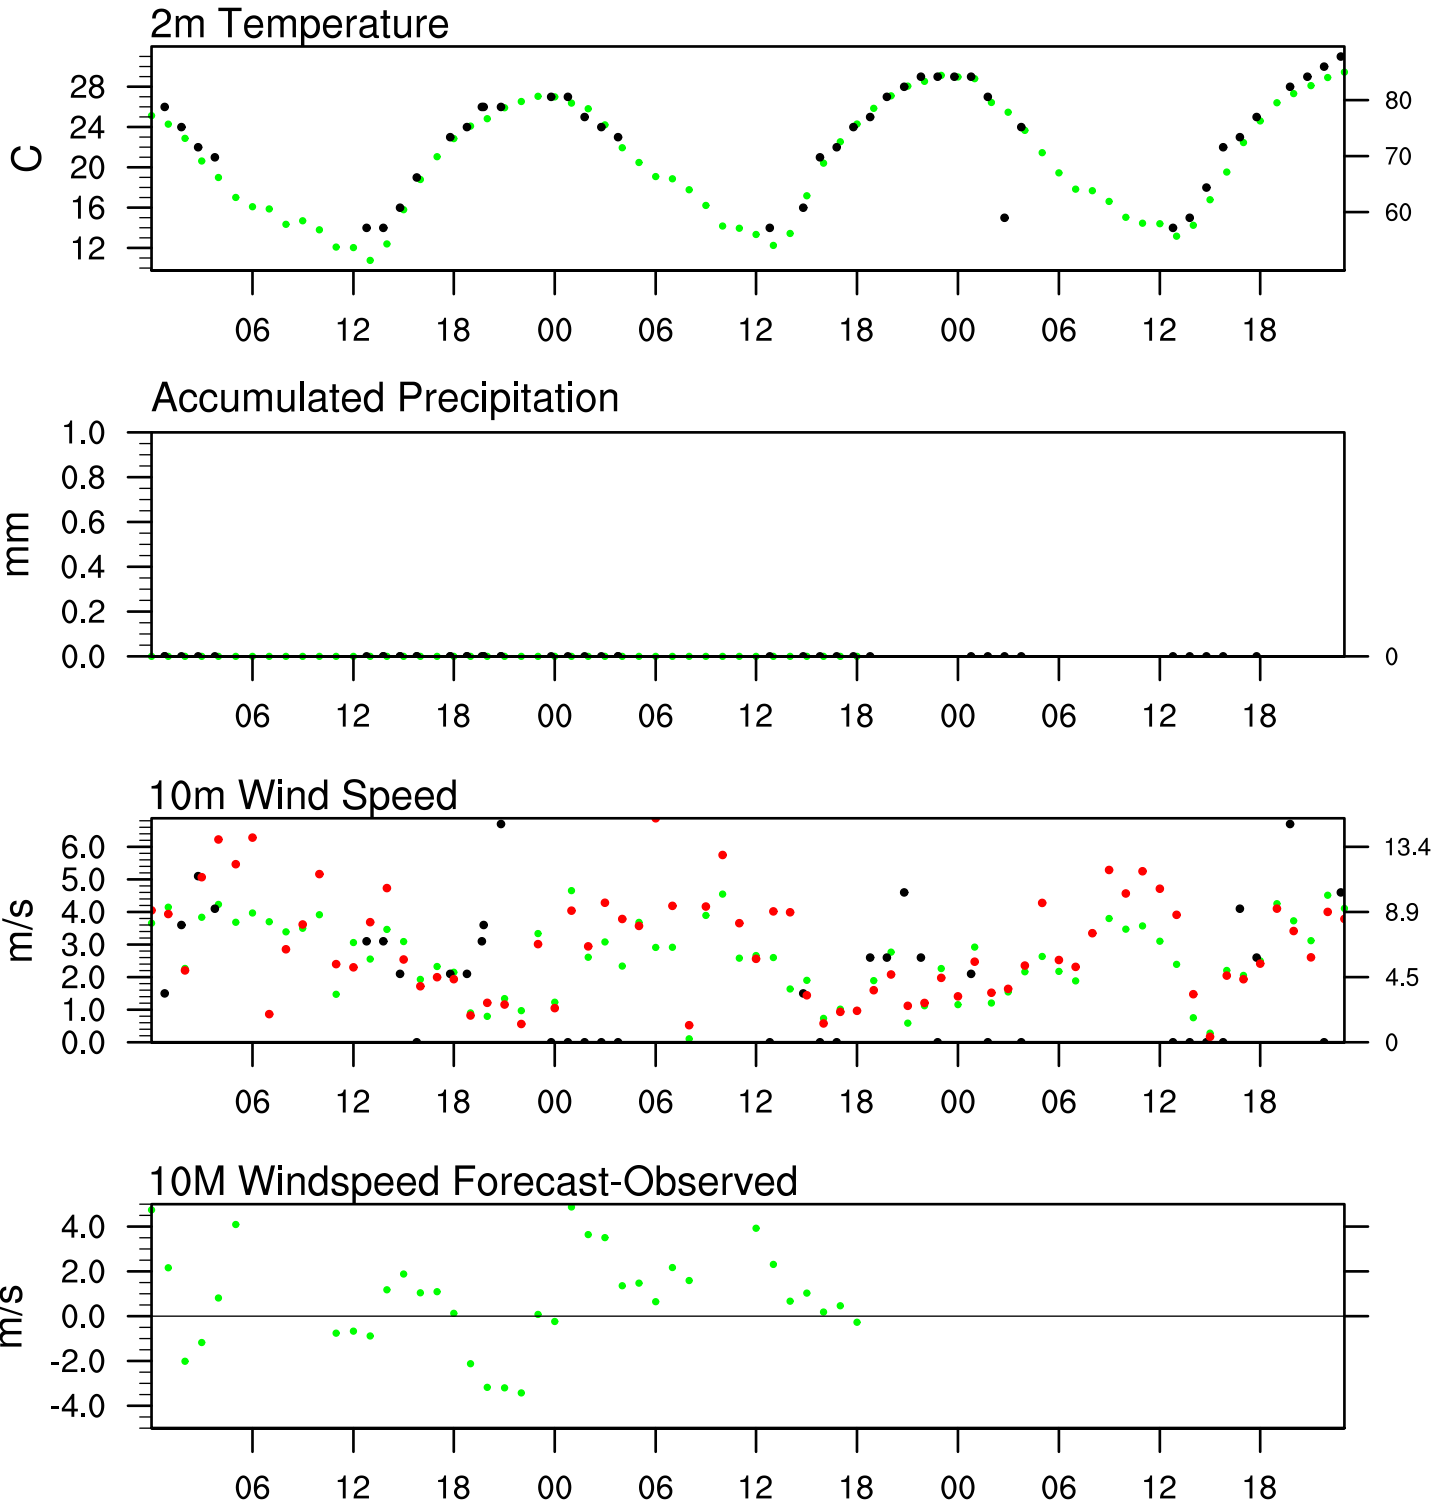 2m Temperature
28
24
20
16
12
C
80
70
60
06 12 18 00 06 12 18 00 06 12 18
Accumulated Precipitation
1.0
0.8
0.6
0.4
0.2
0.0
mm
0
06 12 18 00 06 12 18 00 06 12 18
10m Wind Speed
6.0
5.0
4.0
3.0
2.0
1.0
0.0
m/s
13.4
8.9
4.5
0
06 12 18 00 06 12 18 00 06 12 18
10M Windspeed Forecast-Observed
4.0
2.0
0.0
-2.0
-4.0
m/s
06 12 18 00 06 12 18 00 06 12 18